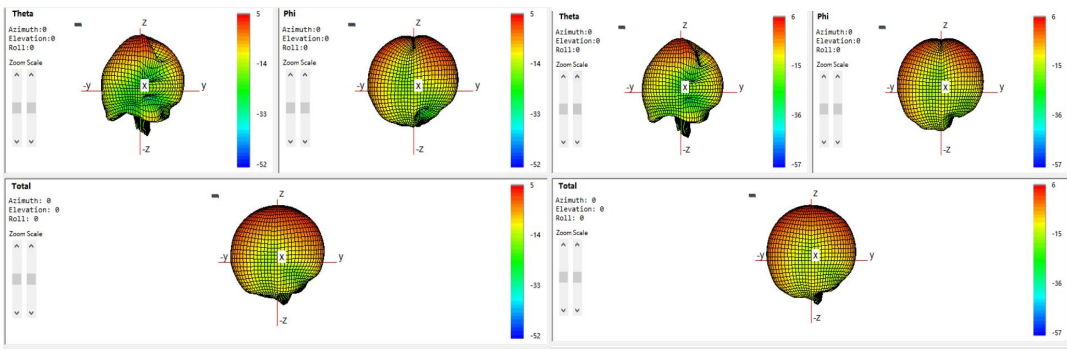 Theta
Azimuth:0
Elevation:0
Roll:0
Zoom Scale
Z
-y
X
y
-Z
5
-14
-33
-52
Phi
Azimuth:0
Elevation:0
Roll:0
Zoom Scale
Z
-y
X
y
-Z
5
-14
-33
-52
Theta
Azimuth:0
Elevation:0
Roll:0
Zoom Scale
Z
-y
X
y
-Z
6
-15
-36
-57
Phi
Azimuth:0
Elevation:0
Roll:0
Zoom Scale
Z
-y
X
y
-Z
6
-15
-36
-57
Total
Azimuth: 0
Elevation: 0
Roll: 0
Zoom Scale
Z
-y
X
y
-Z
5
-14
-33
-52
Total
Azimuth: 0
Elevation: 0
Roll: 0
Zoom Scale
Z
-y
X
y
-Z
6
-15
-36
-57